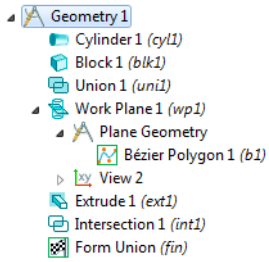 Geometry 1
Cylinder 1 (cyl1)
Block 1 (blk1)
Union 1 (uni1)
Work Plane 1 (wp1)
Plane Geometry
Bézier Polygon 1 (b1)
xy View 2
Extrude 1 (ext1)
Intersection 1 (int1)
Form Union (fin)